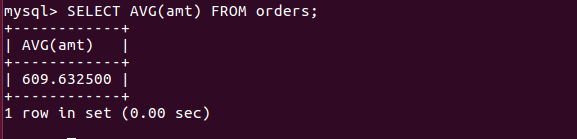 mysql> SELECT AVG(amt) FROM orders;
+------------+
| AVG(amt)   |
+------------+
| 609.632500 |
+------------+
1 row in set (0.00 sec)